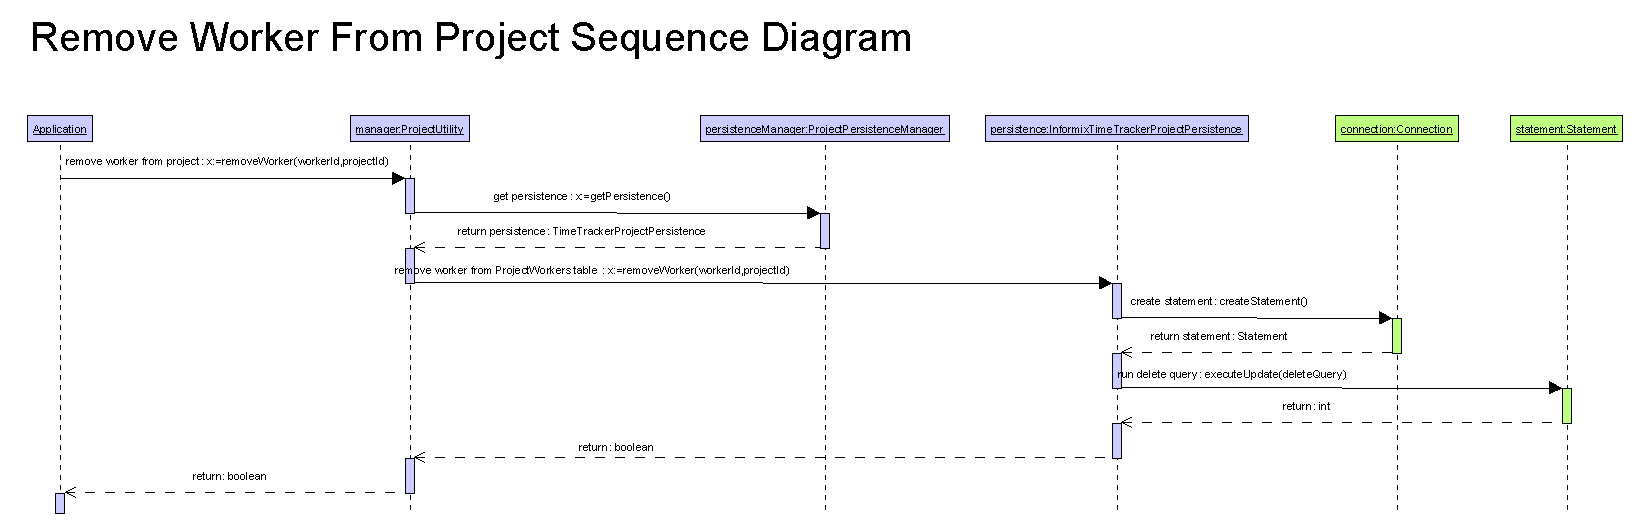 Remove Worker From Project Sequence Diagram
Application
manager:ProjectUtility
persistenceManager:ProjectPersistenceManager
persistence:InformixTimeTrackerProjectPersistence
connection:Connection
statement:Statement
remove worker from project : x:=removeWorker(workerId,projectId)
get persistence : x:=getPersistence()
return persistence : TimeTrackerProjectPersistence
remove worker from ProjectWorkers table : x:=removeWorker(workerId,projectId)
create statement : createStatement()
return statement : Statement
run delete query : executeUpdate(deleteQuery)
return : int
return : boolean
return : boolean